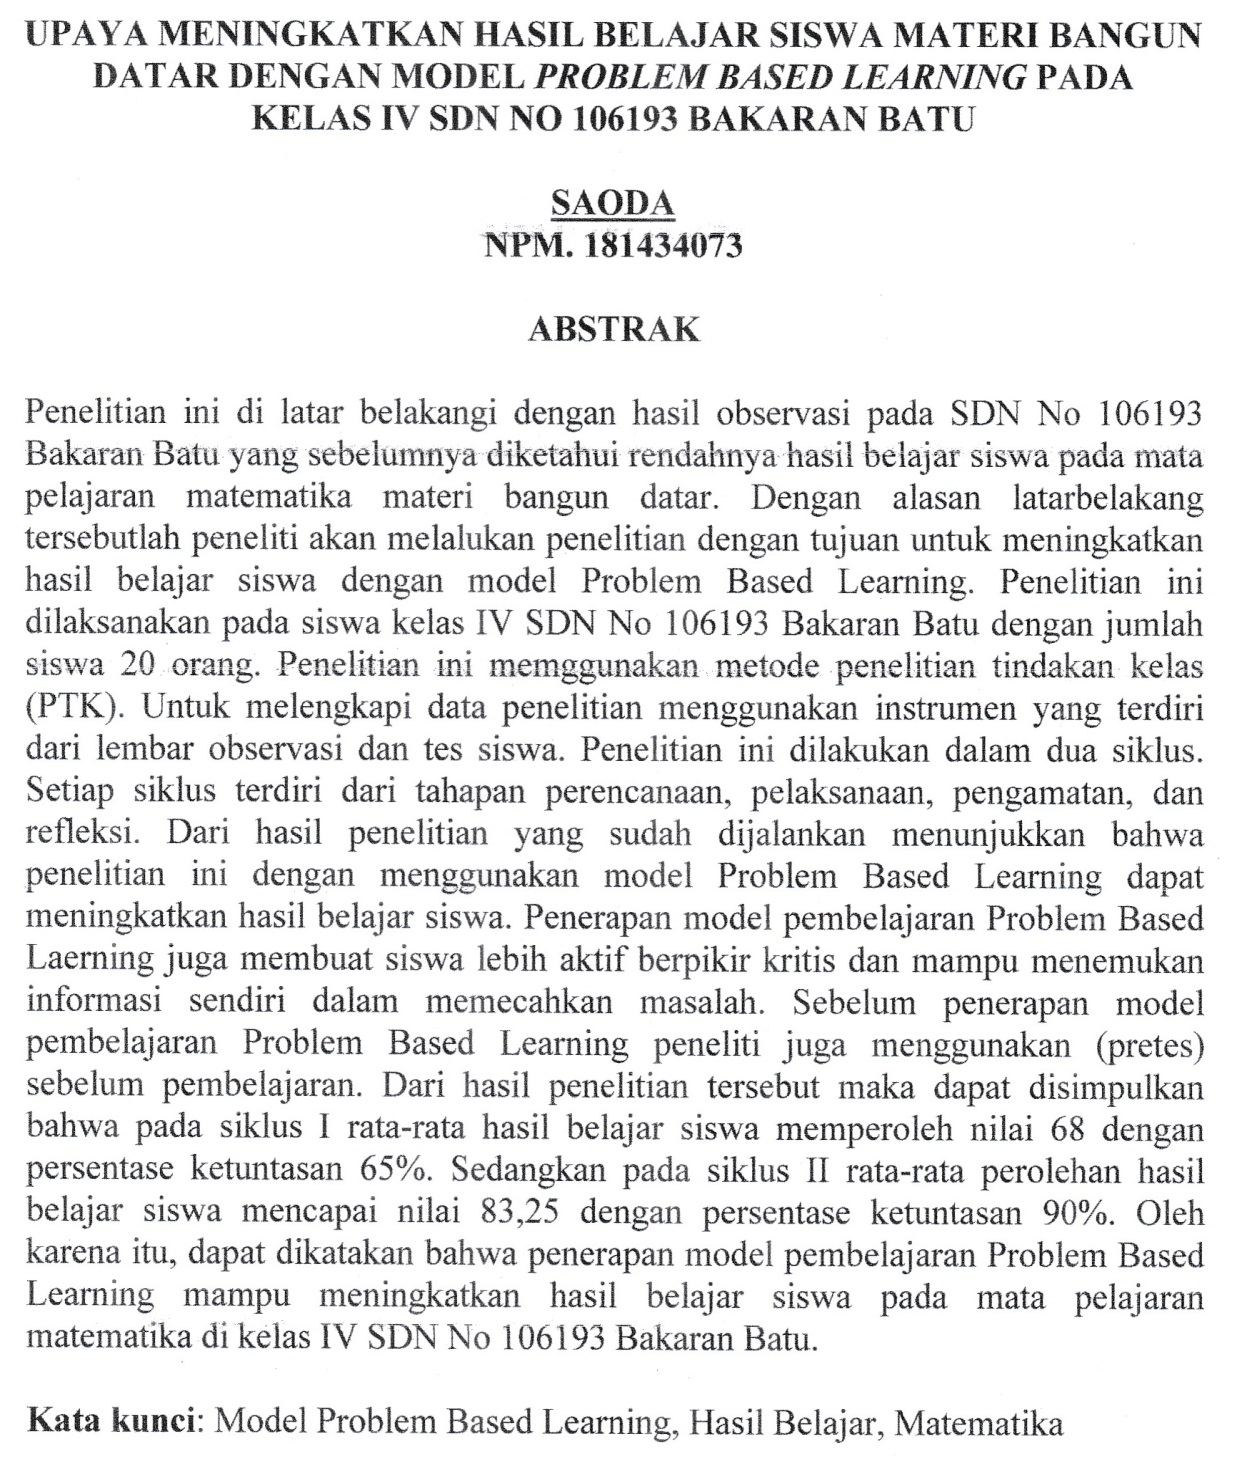 UPAYA MENINGKATKAN HASIL BELAJAR SISWA MATERI BANGUN
DATAR DENGAN MODEL PROBLEM BASED LEARNING PADA
KELAS IV SDN NO 106193 BAKARAN BATU
SAODA
NPM. 181434073
ABSTRAK
Penelitian ini di latar belakangi dengan hasil observasi pada SDN No 106193
Bakaran Batu yang sebelumnya diketahui rendahnya hasil belajar siswa pada mata
pelajaran matematika materi bangun datar. Dengan alasan latarbelakang
tersebutlah peneliti akan melalukan penelitian dengan tujuan untuk meningkatkan
hasil belajar siswa dengan model Problem Based Learning. Penelitian ini
dilaksanakan pada siswa kelas IV SDN No 106193 Bakaran Batu dengan jumlah
siswa 20 orang. Penelitian ini memggunakan metode penelitian tindakan kelas
(PTK). Untuk melengkapi data penelitian menggunakan instrumen yang terdiri
dari lembar observasi dan tes siswa. Penelitian ini dilakukan dalam dua siklus.
Setiap siklus terdiri dari tahapan perencanaan, pelaksanaan, pengamatan, dan
refleksi. Dari hasil penelitian yang sudah dijalankan menunjukkan bahwa
penelitian ini dengan menggunakan model Problem Based Learning dapat
meningkatkan hasil belajar siswa. Penerapan model pembelajaran Problem Based
Laerning juga membuat siswa lebih aktif berpikir kritis dan mampu menemukan
informasi sendiri dalam memecahkan masalah. Sebelum penerapan model
pembelajaran Problem Based Learning peneliti juga menggunakan (pretes)
sebelum pembelajaran. Dari hasil penelitian tersebut maka dapat disimpulkan
bahwa pada siklus I rata-rata hasil belajar siswa memperoleh nilai 68 dengan
persentase ketuntasan 65%. Sedangkan pada siklus II rata-rata perolehan hasil
belajar siswa mencapai nilai 83,25 dengan persentase ketuntasan 90%. Oleh
karena itu, dapat dikatakan bahwa penerapan model pembelajaran Problem Based
Learning mampu meningkatkan hasil belajar siswa pada mata pelajaran
matematika di kelas IV SDN No 106193 Bakaran Batu.
Kata kunci: Model Problem Based Learning, Hasil Belajar, Matematika